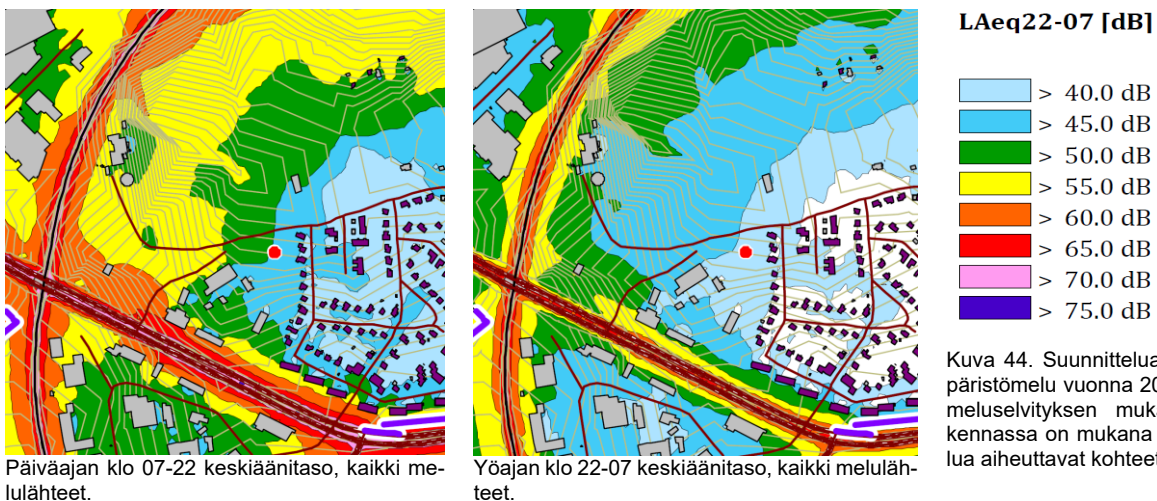 LAeq22-07 [dB]
> 40.0 dB
> 45.0 dB
> 50.0 dB
> 55.0 dB
> 60.0 dB
> 65.0 dB
> 70.0 dB
> 75.0 dB
Päiväajan klo 07-22 keskiäänitaso, kaikki me-
lulähteet.
Yöajan klo 22-07 keskiäänitaso, kaikki meluläh-
teet.
Kuva 44. Suunnittelua
päristömelu vuonna 20
meluselvityksen muka
kennassa on mukana
lua aiheuttavat kohteet